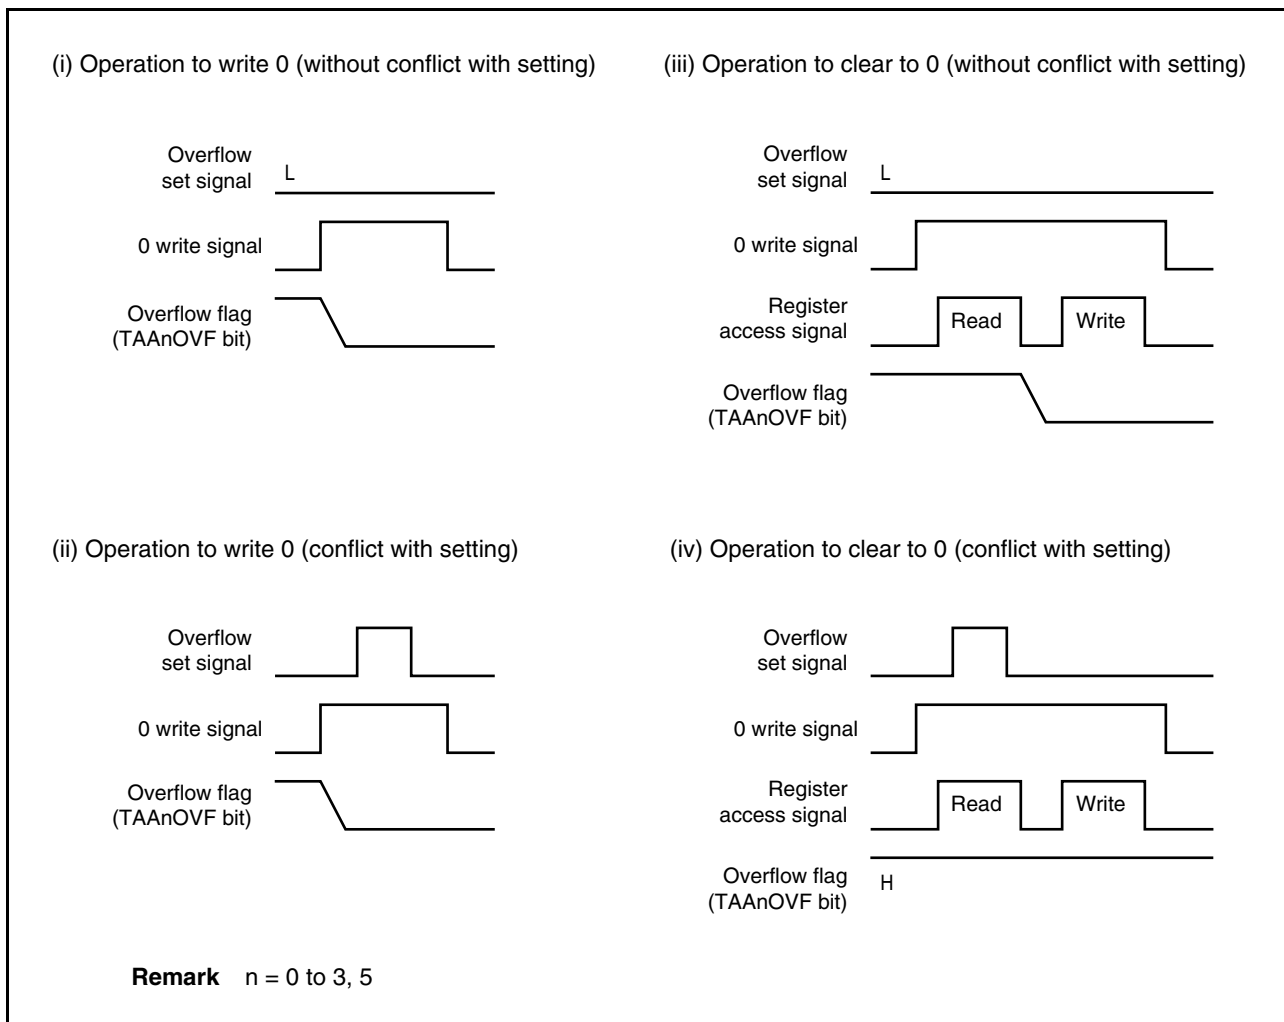 (i) Operation to write 0 (without conflict with setting)
Overflow
set signal
L
0 write signal
Overflow flag
(TAAnOVF bit)
(iii) Operation to clear to 0 (without conflict with setting)
Overflow
set signal
L
0 write signal
Register
access signal
Read
Write
Overflow flag
(TAAnOVF bit)
(ii) Operation to write 0 (conflict with setting)
Overflow
set signal
0 write signal
Overflow flag
(TAAnOVF bit)
(iv) Operation to clear to 0 (conflict with setting)
Overflow
set signal
0 write signal
Register
access signal
Read
Write
Overflow flag
(TAAnOVF bit)
H
Remark n = 0 to 3, 5